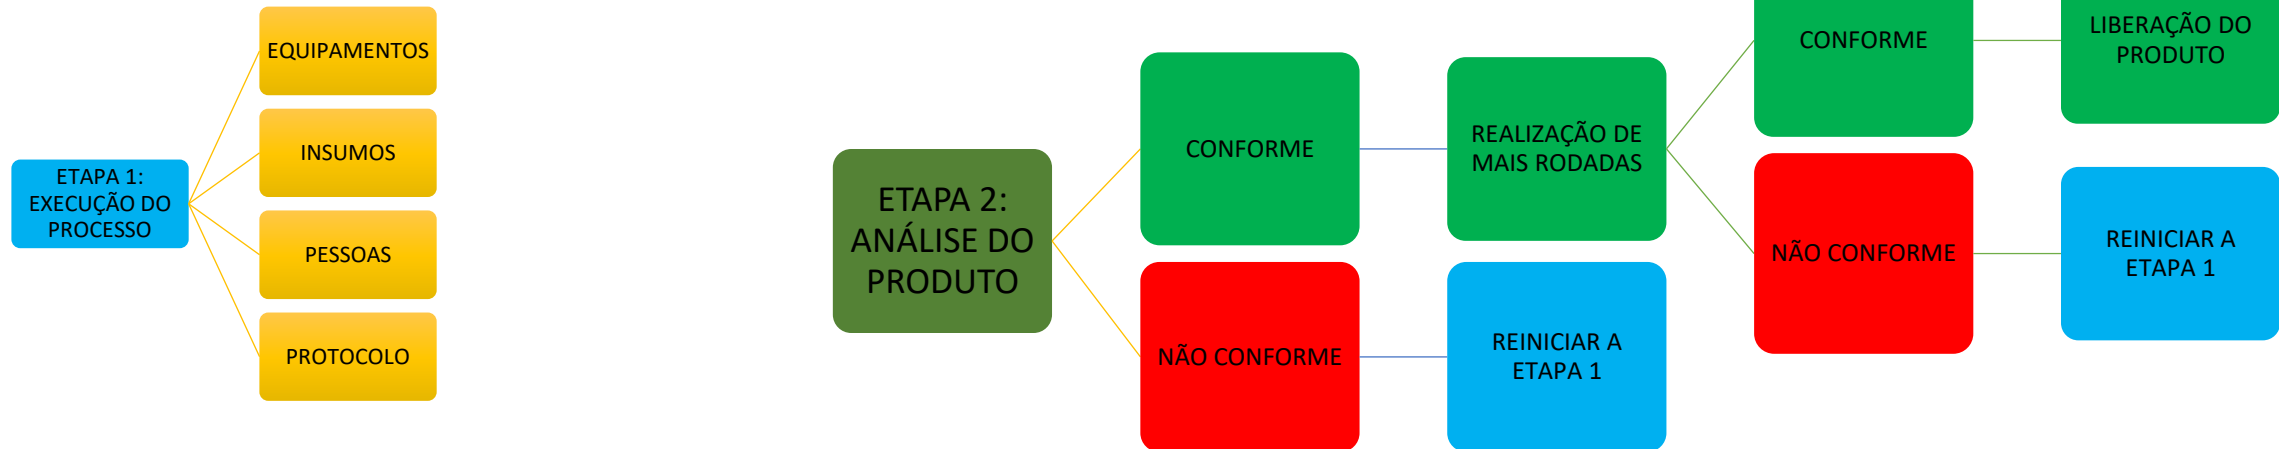 ETAPA 1:
EXECUÇÃO DO
PROCESSO
EQUIPAMENTOS
INSUMOS
PESSOAS
PROTOCOLO
ETAPA 2:
ANÁLISE DO
PRODUTO
CONFORME
NÃO CONFORME
REALIZAÇÃO DE
MAIS RODADAS
REINICIAR A
ETAPA 1
CONFORME
NÃO CONFORME
LIBERAÇÃO DO
PRODUTO
REINICIAR A
ETAPA 1